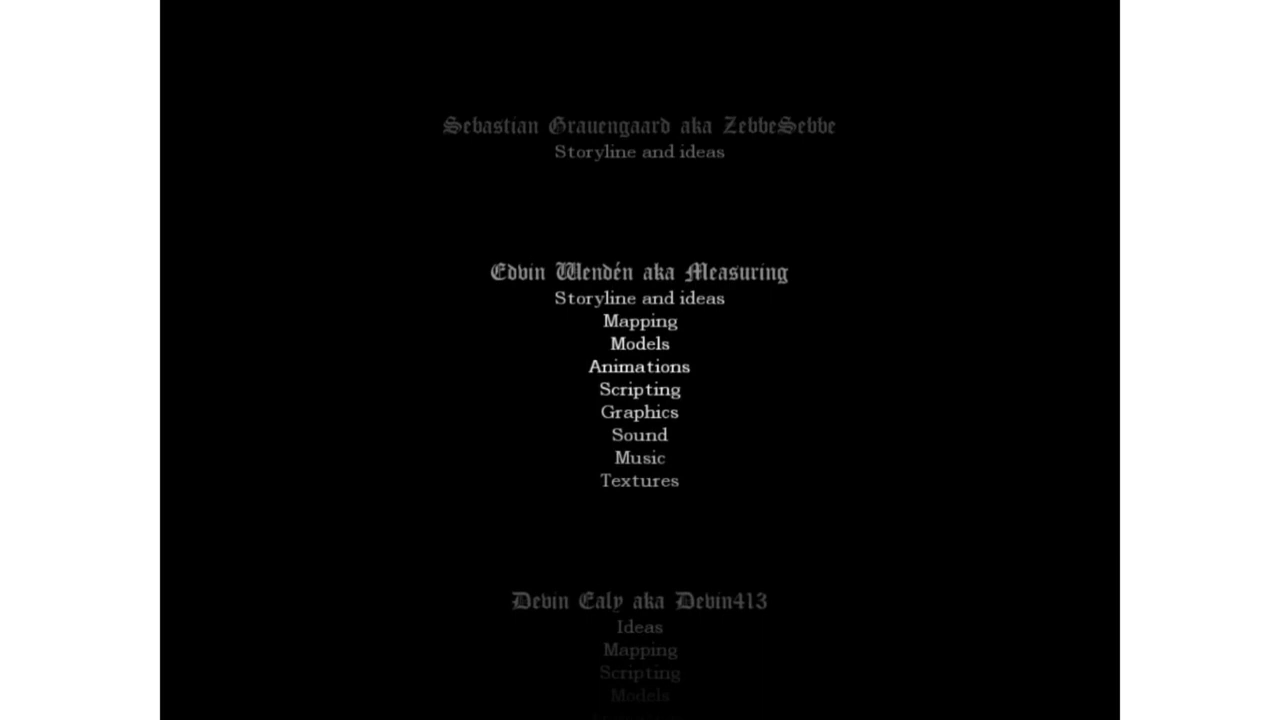 Sebastian Grauengaard aka ZebbeSebbe
Storyline and ideas
Edvin Wendén aka Measuring
Storyline and ideas
Mapping
Models
Animations
Scripting
Graphics
Sound
Music
Textures
Devin Ealy aka Devin413
Ideas
Mapping
Scripting
Models